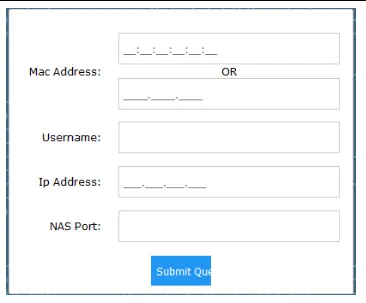 __:__:__:__:__:__
Mac Address:
OR
____.____.____
Username:
Ip Address:
___.___.___.___
NAS Port:
Submit Que